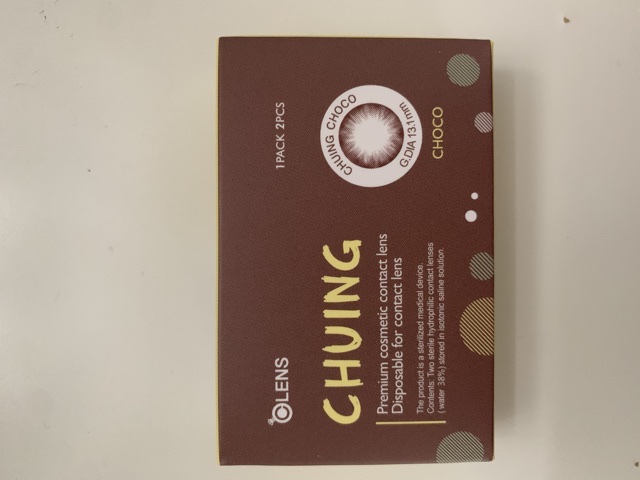 OLENS
1PACK 2PCS
CHUING
CHUING CHOCO
G.DIA 13.1mm
Premium cosmetic contact lens
Disposable for contact lens
CHOCO
The product is a sterilized medical device.
Contents: Two sterile hydrophilic contact lenses
(water 38%) stored in isotonic saline solution.